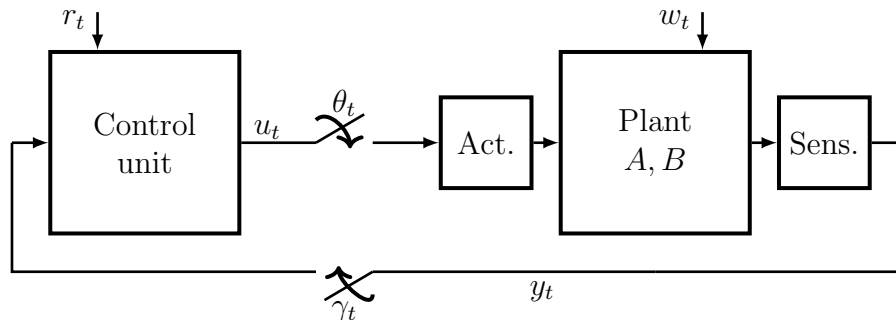 r_t
w_t
Control
unit
u_t
θ_t
Act.
Plant
A, B
Sens.
γ_t
y_t